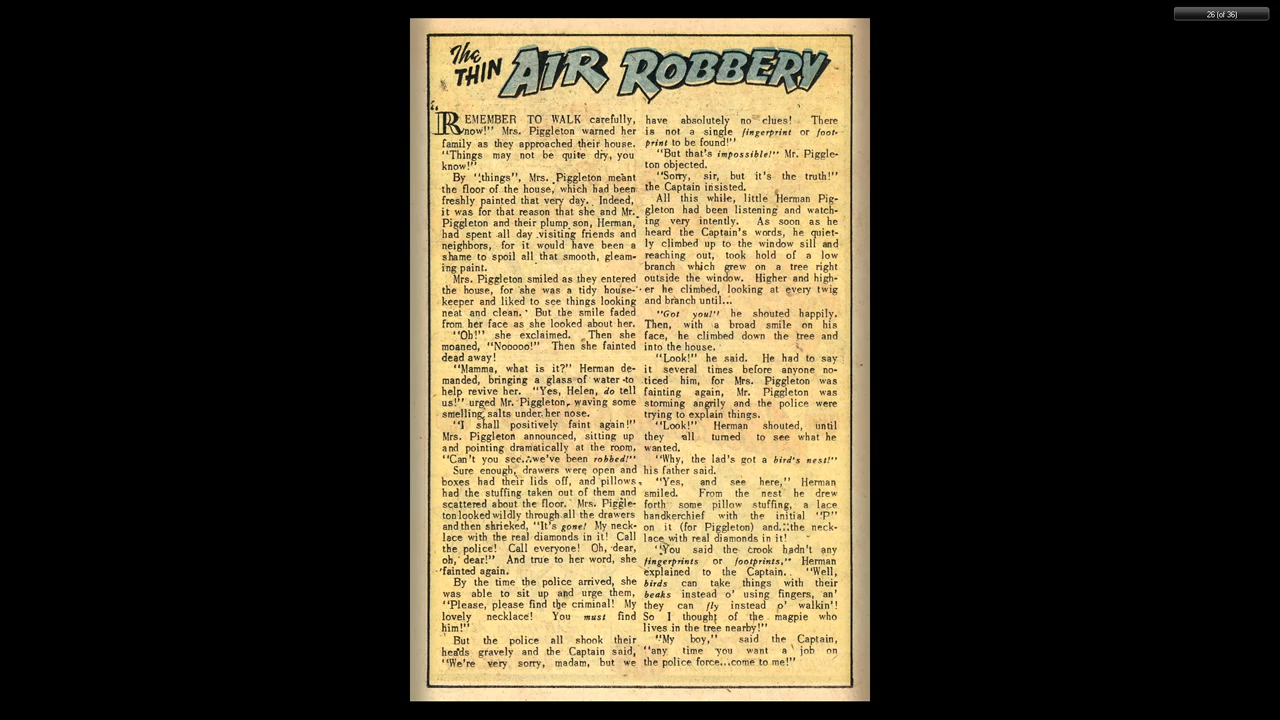 26 (of 36)
The
THIN
AIR ROBBERY
"REMEMBER TO WALK carefully,
now!" Mrs. Piggleton warned her
family as they approached their house.
"Things may not be quite dry, you
know!"
By "things", Mrs. Piggleton meant
the floor of the house, which had been
freshly painted that very day. Indeed,
it was for that reason that she and Mr.
Piggleton and their plump son, Herman,
had spent all day visiting friends and
neighbors, for it would have been a
shame to spoil all that smooth, gleam-
ing paint.
Mrs. Piggleton smiled as they entered
the house, for she was a tidy house-
keeper and liked to see things looking
neat and clean. But the smile faded
from her face as she looked about her.
"Oh!" she exclaimed. Then she
moaned, "Nooooo!" Then she fainted
dead away!
"Mamma, what is it?" Herman de-
manded, bringing a glass of water to
help revive her. "Yes, Helen, do tell
us!" urged Mr. Piggleton, waving some
smelling salts under her nose.
"I shall positively faint again!"
Mrs. Piggleton announced, sitting up
and pointing dramatically at the room,
"Can't you see...we've been robbed!"
Sure enough, drawers were open and
boxes had their lids off, and pillows
had the stuffing taken out of them and
scattered about the floor. Mrs. Piggle-
ton looked wildly through all the drawers
and then shrieked, "It's gone! My neck-
lace with the real diamonds in it! Call
the police! Call everyone! Oh, dear,
oh, dear!" And true to her word, she
fainted again.
By the time the police arrived, she
was able to sit up and urge them,
"Please, please find the criminal! My
lovely necklace! You must find
him!"
But the police all shook their
heads gravely and the Captain said,
"We're very sorry, madam, but we
have absolutely no clues! There
is not a single fingerprint or foot-
print to be found!"
"But that's impossible!" Mr. Piggle-
ton objected.
"Sorry, sir, but it's the truth!"
the Captain insisted.
All this while, little Herman Pig-
gleton had been listening and watch-
ing very intently. As soon as he
heard the Captain's words, he quiet-
ly climbed up to the window sill and
reaching out, took hold of a low
branch which grew on a tree right
outside the window. Higher and high-
er he climbed, looking at every twig
and branch until...
"Got you!" he shouted happily.
Then, with a broad smile on his
face, he climbed down the tree and
into the house.
"Look!" he said. He had to say
it several times before anyone no-
ticed him, for Mrs. Piggleton was
fainting again, Mr. Piggleton was
storming angrily and the police were
trying to explain things.
"Look!" Herman shouted, until
they all turned to see what he
wanted.
"Why, the lad's got a bird's nest!"
his father said.
"Yes, and see here," Herman
smiled. From the nest he drew
forth some pillow stuffing, a lace
handkerchief with the initial "P"
on it (for Piggleton) and...the neck-
lace with real diamonds in it!
"You said the crook hadn't any
fingerprints or footprints," Herman
explained to the Captain. "Well,
birds can take things with their
beaks instead o' using fingers, an'
they can fly instead o' walkin'!
So I thought of the magpie who
lives in the tree nearby!"
"My boy," said the Captain,
"any time you want a job on
the police force...come to me!"